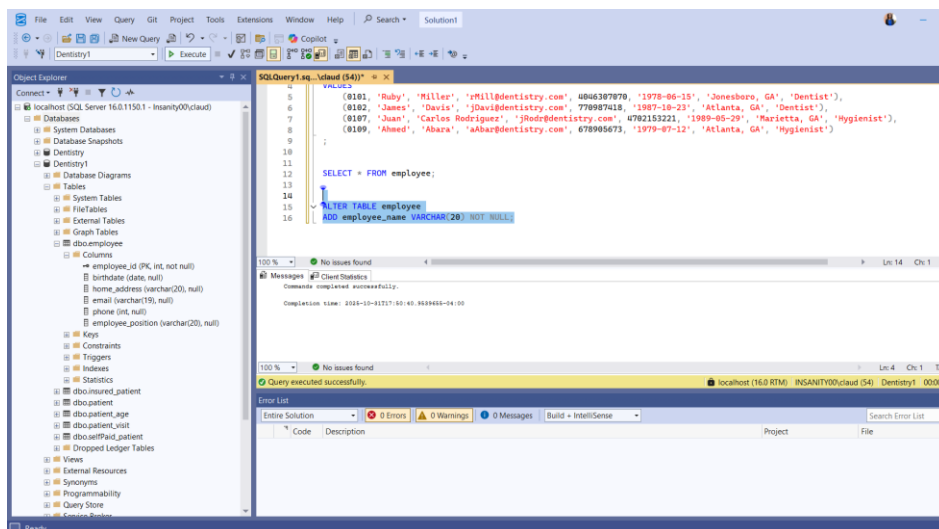 File Edit View Query Git Project Tools Extensions Window Help Search Solution1
New Query Copilot
Dentistry1 Execute
Object Explorer
Connect
localhost (SQL Server 16.0.1150.1 - Insanity00\claud)
Databases
System Databases
Database Snapshots
Dentistry
Dentistry1
Database Diagrams
Tables
System Tables
FileTables
External Tables
Graph Tables
dbo.employee
Columns
employee_id (PK, int, not null)
birthdate (date, null)
home_address (varchar(20), null)
email (varchar(19), null)
phone (int, null)
employee_position (varchar(20), null)
Keys
Constraints
Triggers
Indexes
Statistics
dbo.insured_patient
dbo.patient
dbo.patient_age
dbo.patient_visit
dbo.selfPaid_patient
Dropped Ledger Tables
Views
External Resources
Synonyms
Programmability
Query Store
Service Broker
SQLQuery1.sq...\claud (54))*
4 VALUES
5 (0101, 'Ruby', 'Miller', 'rMill@dentistry.com', 4046307070, '1978-06-15', 'Jonesboro, GA', 'Dentist'),
6 (0102, 'James', 'Davis', 'jDavi@dentistry.com', 770987418, '1987-10-23', 'Atlanta, GA', 'Dentist'),
7 (0107, 'Juan', 'Carlos Rodriguez', 'jRodr@dentistry.com', 4702153221, '1989-05-29', 'Marietta, GA', 'Hygienist'),
8 (0109, 'Ahmed', 'Abara', 'aAbar@dentistry.com', 678905673, '1979-07-12', 'Atlanta, GA', 'Hygienist')
9 ;
10
11
12 SELECT * FROM employee;
13
14
15 ALTER TABLE employee
16 ADD employee_name VARCHAR(20) NOT NULL;
100 % No issues found Ln: 14 Ch: 1
Messages Client Statistics
Commands completed successfully.
Completion time: 2025-10-31T17:50:40.9539655-04:00
100 % No issues found Ln: 4 Ch: 1
Query executed successfully. localhost (16.0 RTM) INSANITY00\claud (54) Dentistry1
Error List
Entire Solution 0 Errors 0 Warnings 0 Messages Build + IntelliSense Search Error List
Code Description Project File
Ready